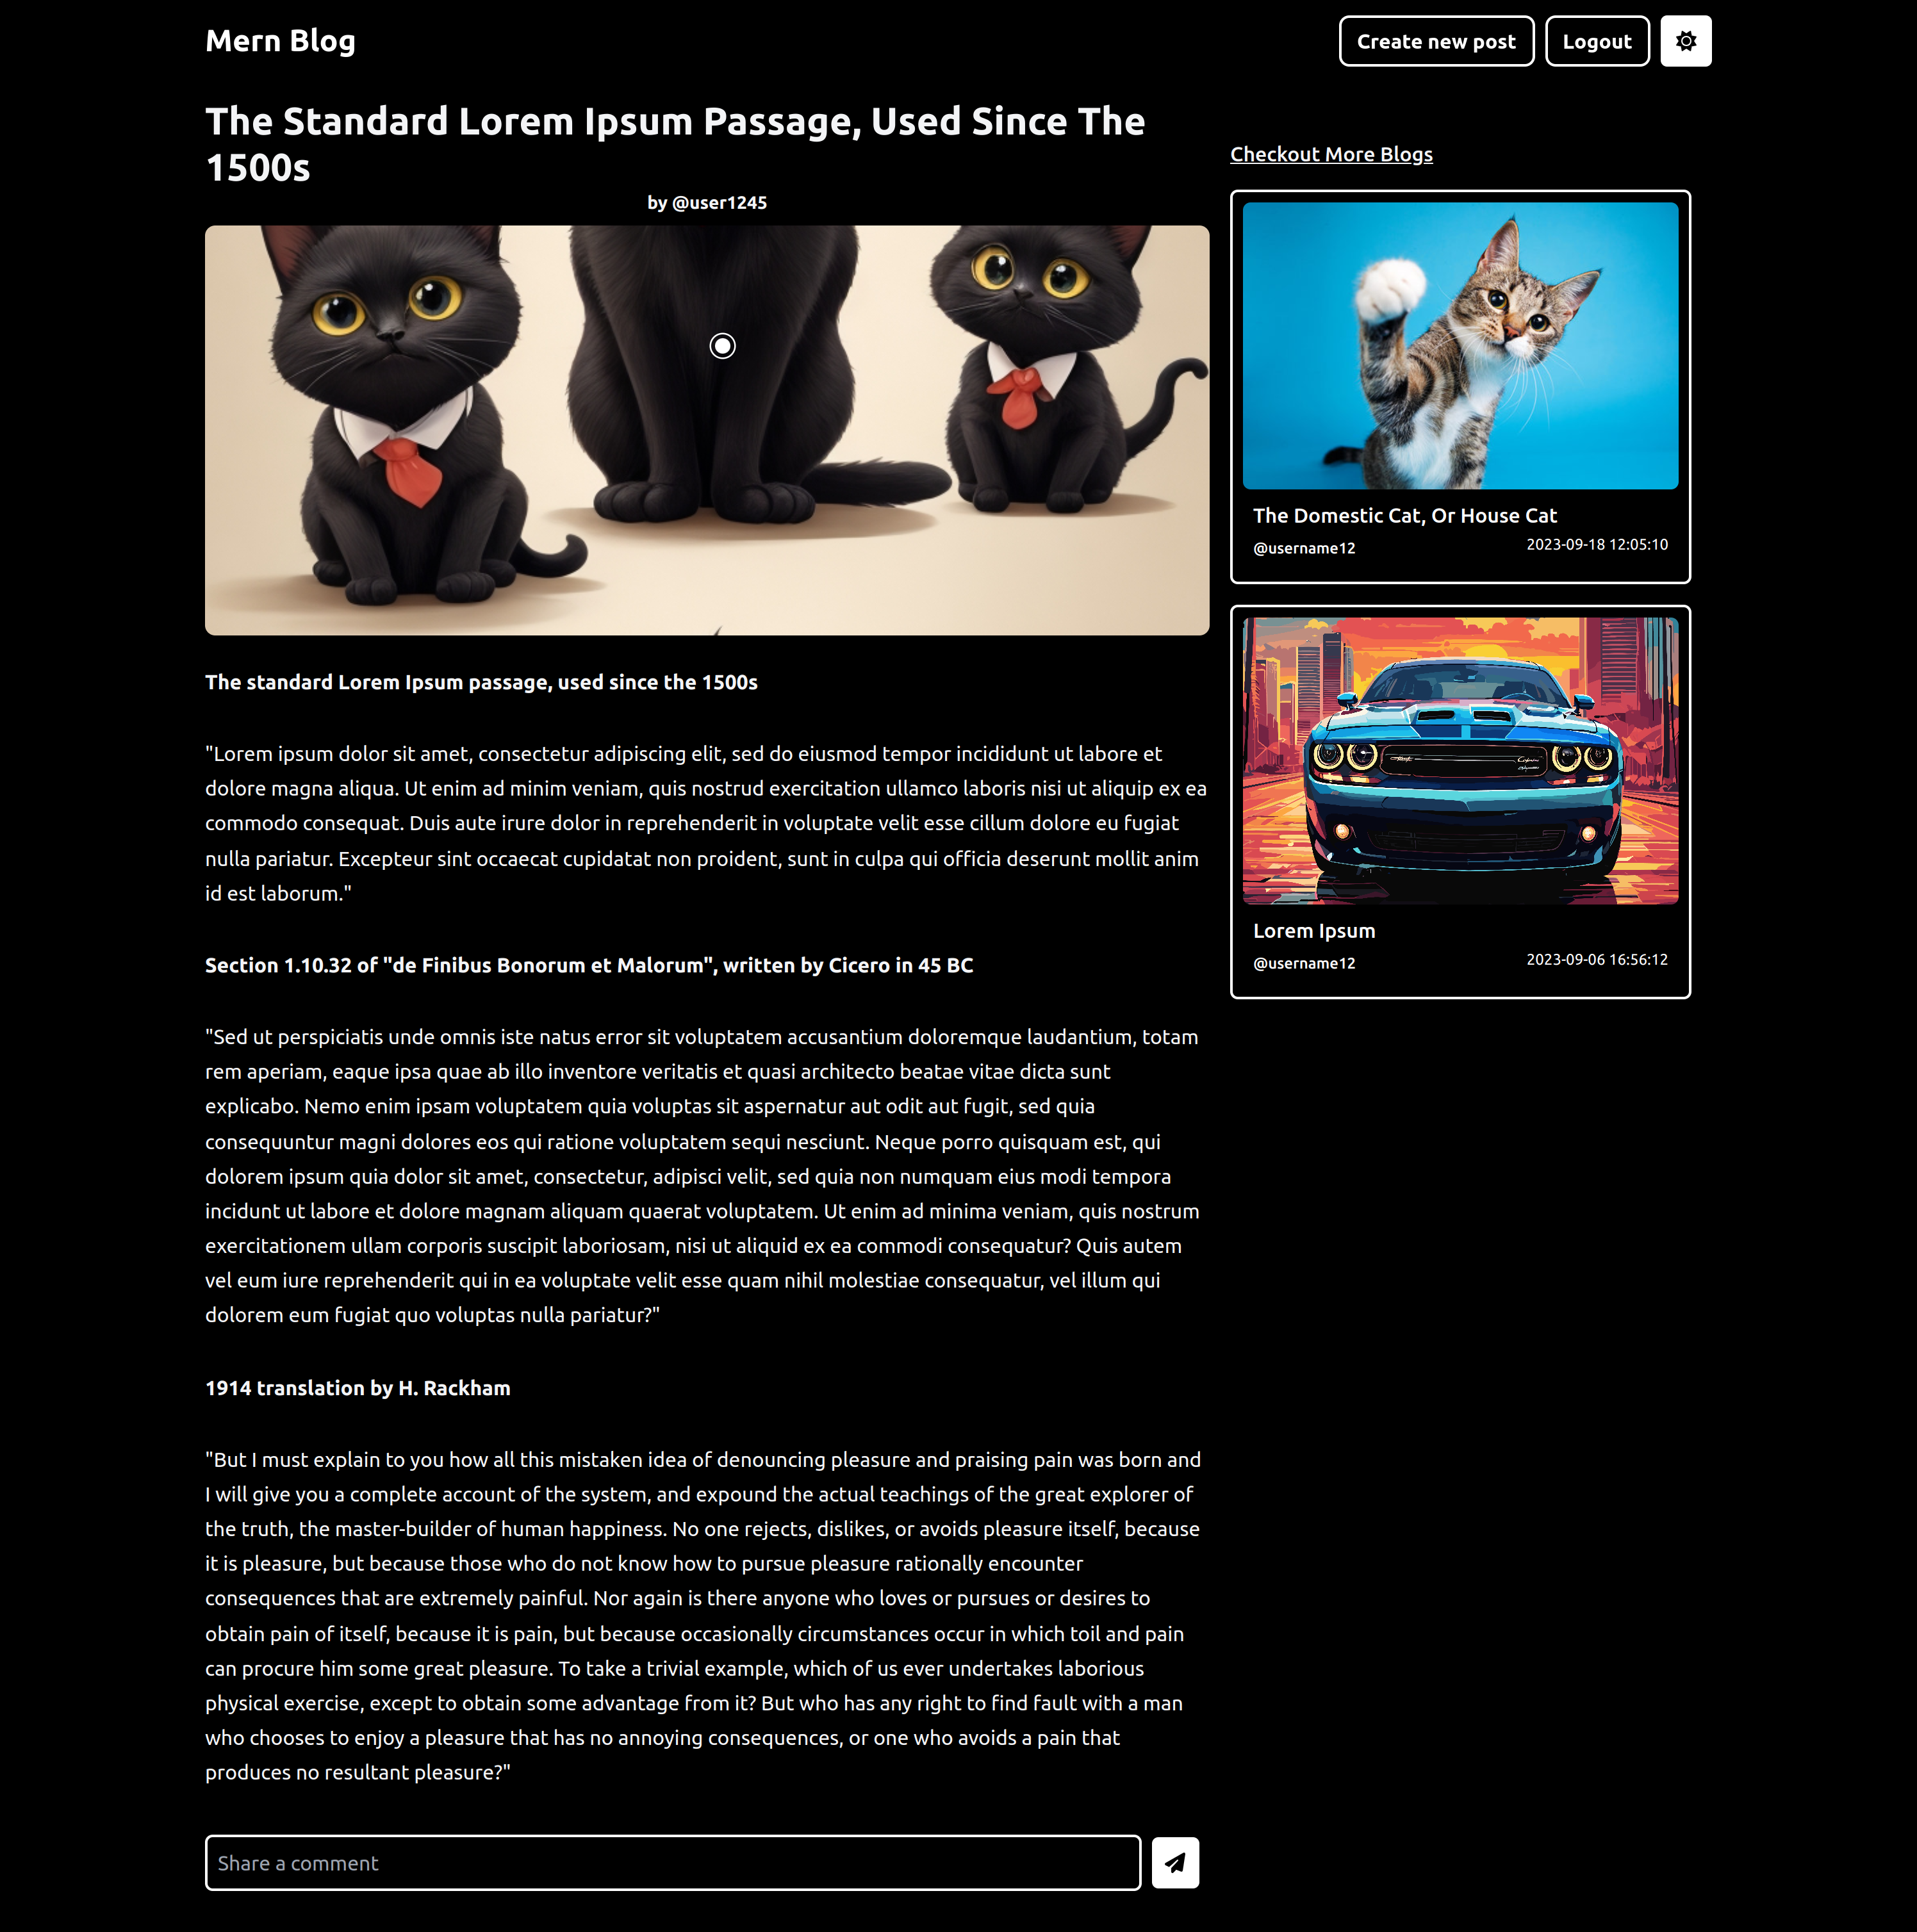 Mern Blog
Create new post
Logout
The Standard Lorem Ipsum Passage, Used Since The
1500s
by @user1245
The standard Lorem Ipsum passage, used since the 1500s
"Lorem ipsum dolor sit amet, consectetur adipiscing elit, sed do eiusmod tempor incididunt ut labore et
dolore magna aliqua. Ut enim ad minim veniam, quis nostrud exercitation ullamco laboris nisi ut aliquip ex ea
commodo consequat. Duis aute irure dolor in reprehenderit in voluptate velit esse cillum dolore eu fugiat
nulla pariatur. Excepteur sint occaecat cupidatat non proident, sunt in culpa qui officia deserunt mollit anim
id est laborum."
Section 1.10.32 of "de Finibus Bonorum et Malorum", written by Cicero in 45 BC
"Sed ut perspiciatis unde omnis iste natus error sit voluptatem accusantium doloremque laudantium, totam
rem aperiam, eaque ipsa quae ab illo inventore veritatis et quasi architecto beatae vitae dicta sunt
explicabo. Nemo enim ipsam voluptatem quia voluptas sit aspernatur aut odit aut fugit, sed quia
consequuntur magni dolores eos qui ratione voluptatem sequi nesciunt. Neque porro quisquam est, qui
dolorem ipsum quia dolor sit amet, consectetur, adipisci velit, sed quia non numquam eius modi tempora
incidunt ut labore et dolore magnam aliquam quaerat voluptatem. Ut enim ad minima veniam, quis nostrum
exercitationem ullam corporis suscipit laboriosam, nisi ut aliquid ex ea commodi consequatur? Quis autem
vel eum iure reprehenderit qui in ea voluptate velit esse quam nihil molestiae consequatur, vel illum qui
dolorem eum fugiat quo voluptas nulla pariatur?"
1914 translation by H. Rackham
"But I must explain to you how all this mistaken idea of denouncing pleasure and praising pain was born and
I will give you a complete account of the system, and expound the actual teachings of the great explorer of
the truth, the master-builder of human happiness. No one rejects, dislikes, or avoids pleasure itself, because
it is pleasure, but because those who do not know how to pursue pleasure rationally encounter
consequences that are extremely painful. Nor again is there anyone who loves or pursues or desires to
obtain pain of itself, because it is pain, but because occasionally circumstances occur in which toil and pain
can procure him some great pleasure. To take a trivial example, which of us ever undertakes laborious
physical exercise, except to obtain some advantage from it? But who has any right to find fault with a man
who chooses to enjoy a pleasure that has no annoying consequences, or one who avoids a pain that
produces no resultant pleasure?"
Share a comment
Checkout More Blogs
The Domestic Cat, Or House Cat
@username12
2023-09-18 12:05:10
Lorem Ipsum
@username12
2023-09-06 16:56:12